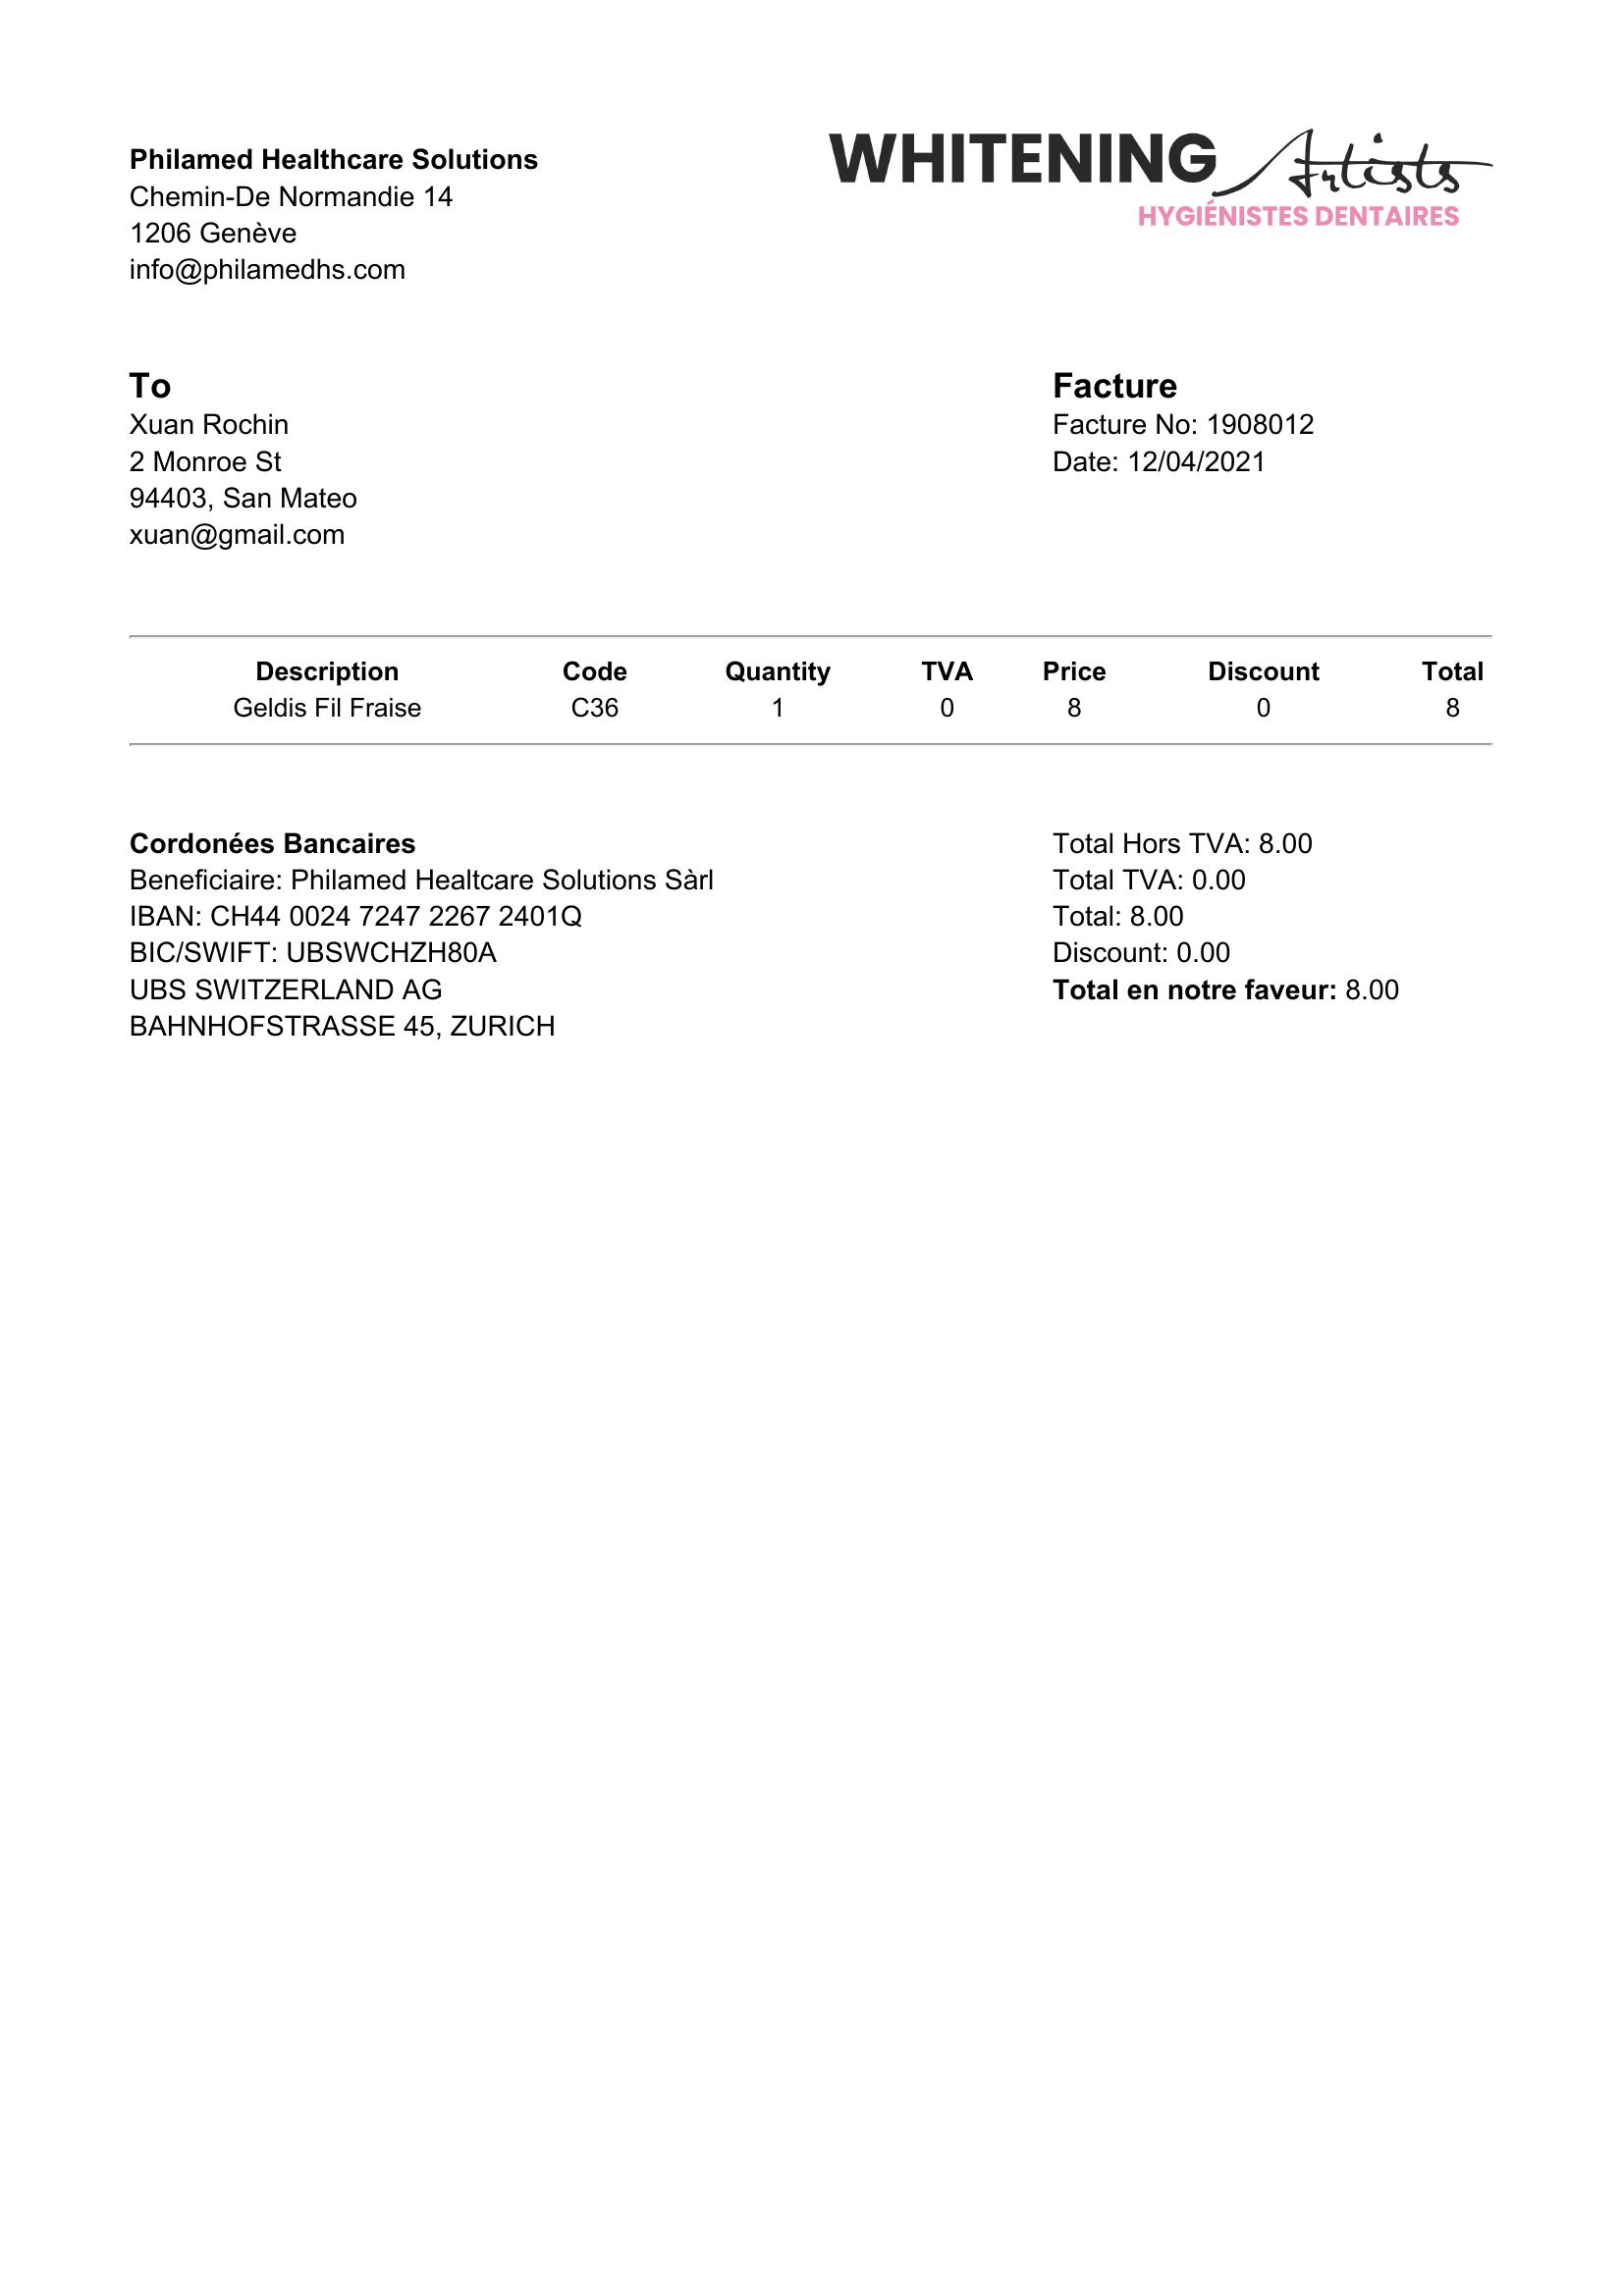 Philamed Healthcare Solutions
Chemin-De Normandie 14
1206 Genève
info@philamedhs.com
WHITENING Artists
HYGIÉNISTES DENTAIRES
To
Xuan Rochin
2 Monroe St
94403, San Mateo
xuan@gmail.com
Facture
Facture No: 1908012
Date: 12/04/2021
Description Code Quantity TVA Price Discount Total
Geldis Fil Fraise C36 1 0 8 0 8
Cordonées Bancaires
Beneficiaire: Philamed Healtcare Solutions Sàrl
IBAN: CH44 0024 7247 2267 2401Q
BIC/SWIFT: UBSWCHZH80A
UBS SWITZERLAND AG
BAHNHOFSTRASSE 45, ZURICH
Total Hors TVA: 8.00
Total TVA: 0.00
Total: 8.00
Discount: 0.00
Total en notre faveur: 8.00